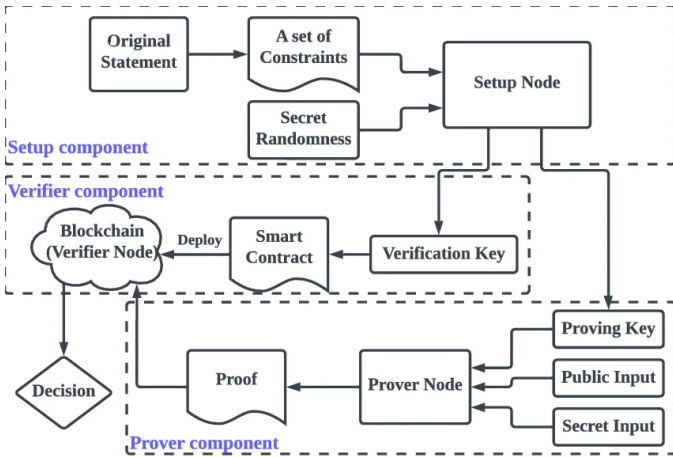 Original
Statement
A set of
Constraints
Setup Node
Secret
Randomness
Setup component
Verifier component
Blockchain
(Verifier Node)
Deploy
Smart
Contract
Verification Key
Proving Key
Decision
Proof
Prover Node
Public Input
Secret Input
Prover component